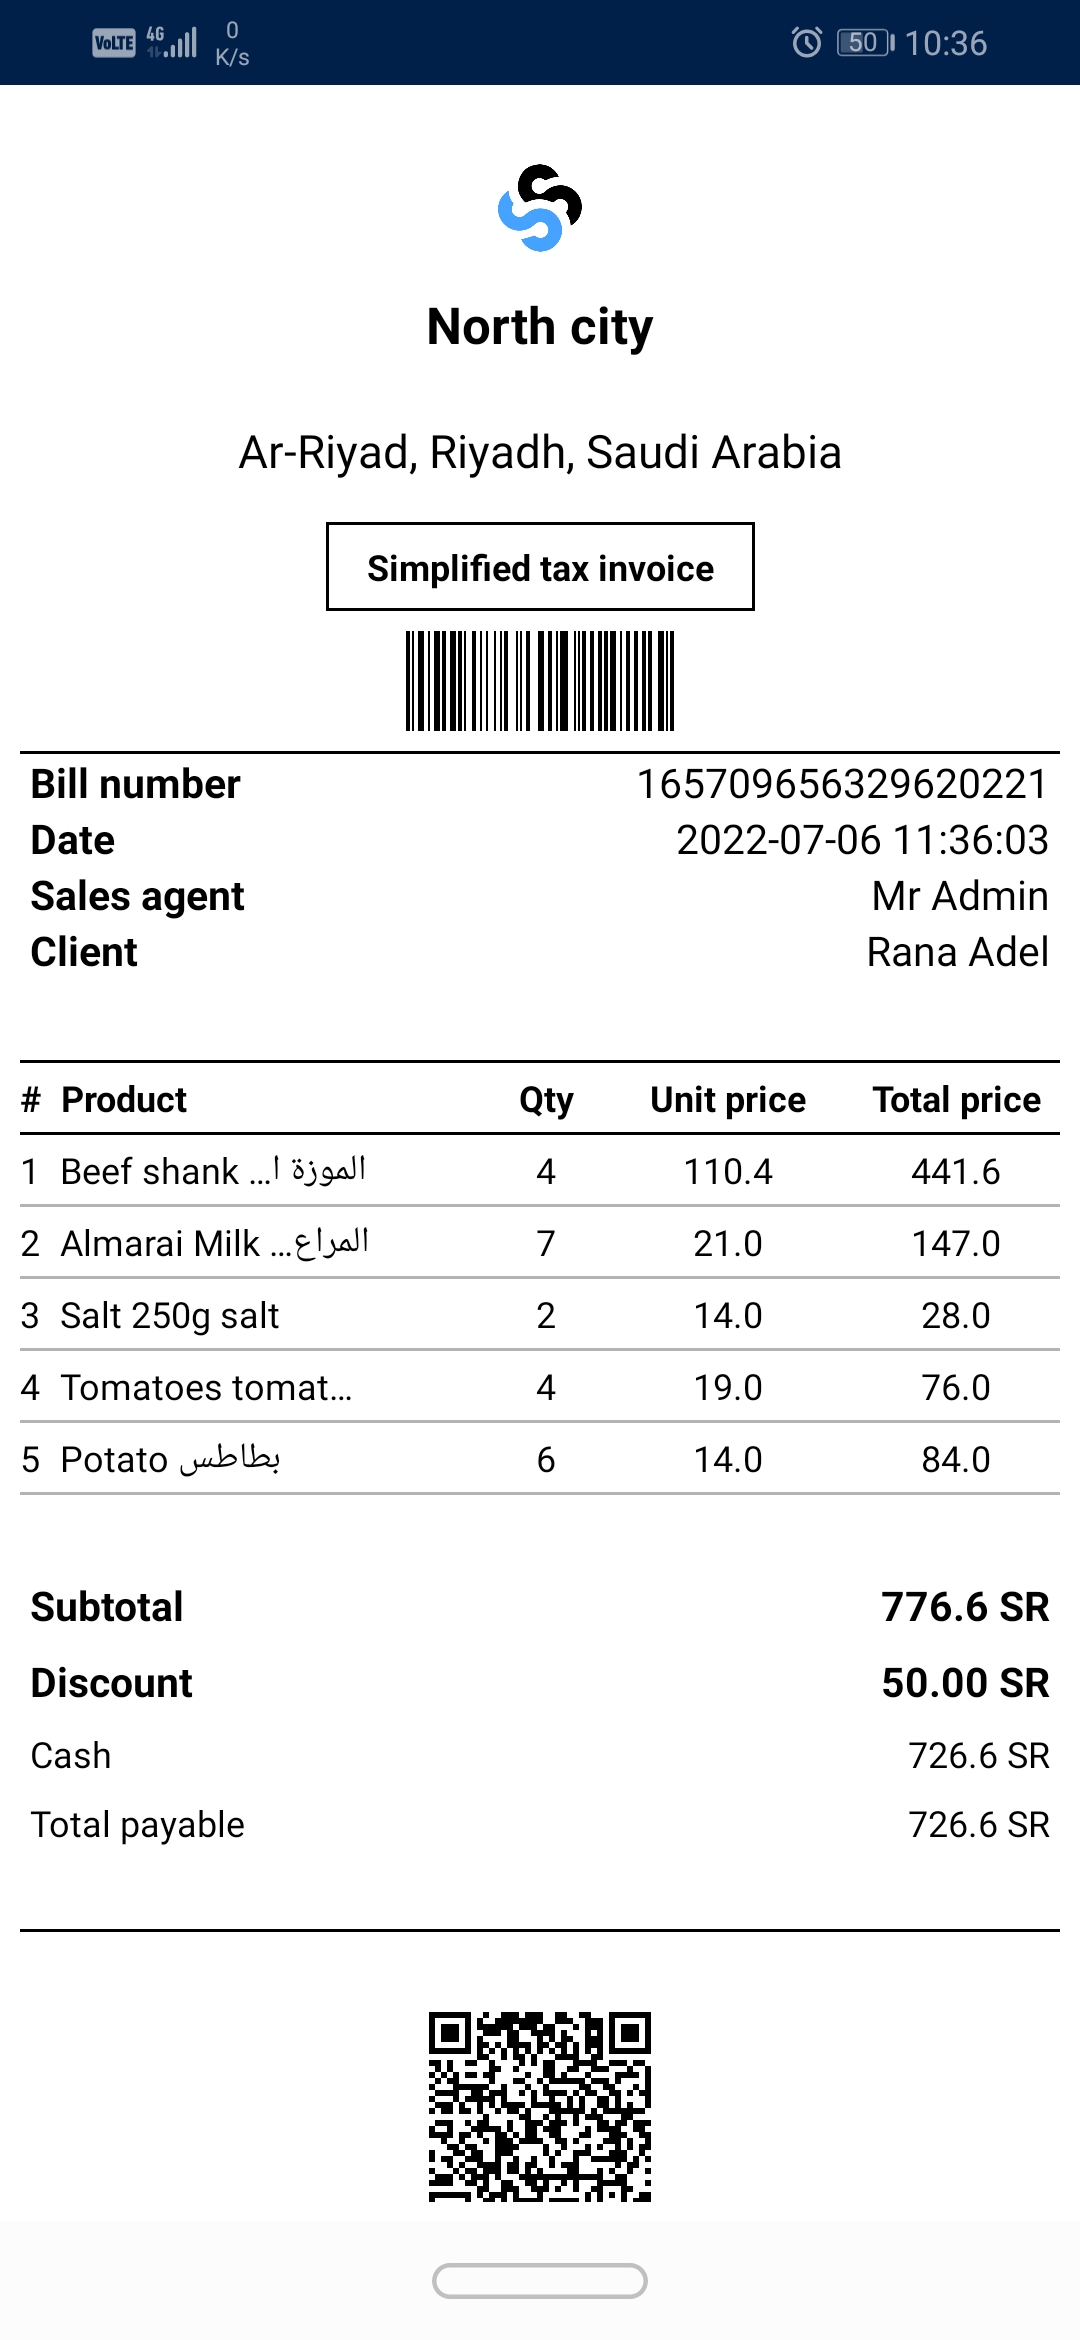 VoLTE 4G 0 K/s 50 10:36
North city
Ar-Riyad, Riyadh, Saudi Arabia
Simplified tax invoice
Bill number 165709656329620221
Date 2022-07-06 11:36:03
Sales agent Mr Admin
Client Rana Adel
# Product Qty Unit price Total price
1 Beef shank الموزة ا... 4 110.4 441.6
2 Almarai Milk المراع... 7 21.0 147.0
3 Salt 250g salt 2 14.0 28.0
4 Tomatoes tomat... 4 19.0 76.0
5 Potato بطاطس 6 14.0 84.0
Subtotal 776.6 SR
Discount 50.00 SR
Cash 726.6 SR
Total payable 726.6 SR